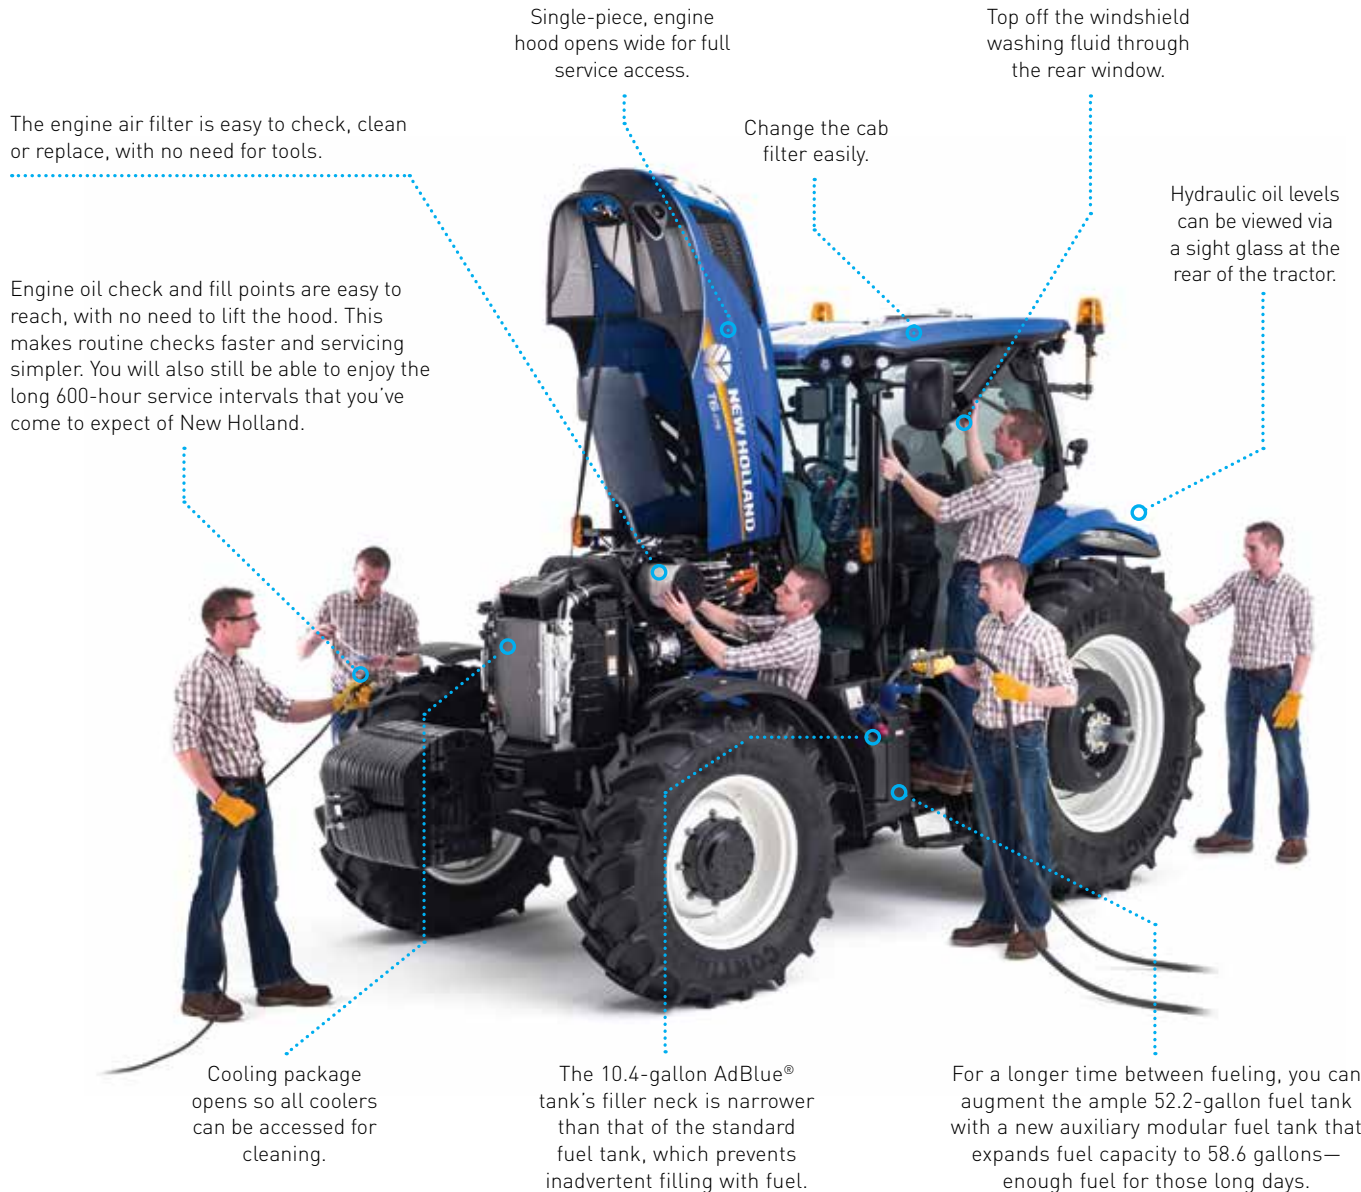 Single-piece, engine
hood opens wide for full
service access.
Top off the windshield
washing fluid through
the rear window.
The engine air filter is easy to check, clean
or replace, with no need for tools.
Change the cab
filter easily.
Hydraulic oil levels
can be viewed via
a sight glass at the
rear of the tractor.
Engine oil check and fill points are easy to
reach, with no need to lift the hood. This
makes routine checks faster and servicing
simpler. You will also still be able to enjoy the
long 600-hour service intervals that you’ve
come to expect of New Holland.
NEW HOLLAND
T6
Cooling package
opens so all coolers
can be accessed for
cleaning.
The 10.4-gallon AdBlue®
tank’s filler neck is narrower
than that of the standard
fuel tank, which prevents
inadvertent filling with fuel.
For a longer time between fueling, you can
augment the ample 52.2-gallon fuel tank
with a new auxiliary modular fuel tank that
expands fuel capacity to 58.6 gallons—
enough fuel for those long days.